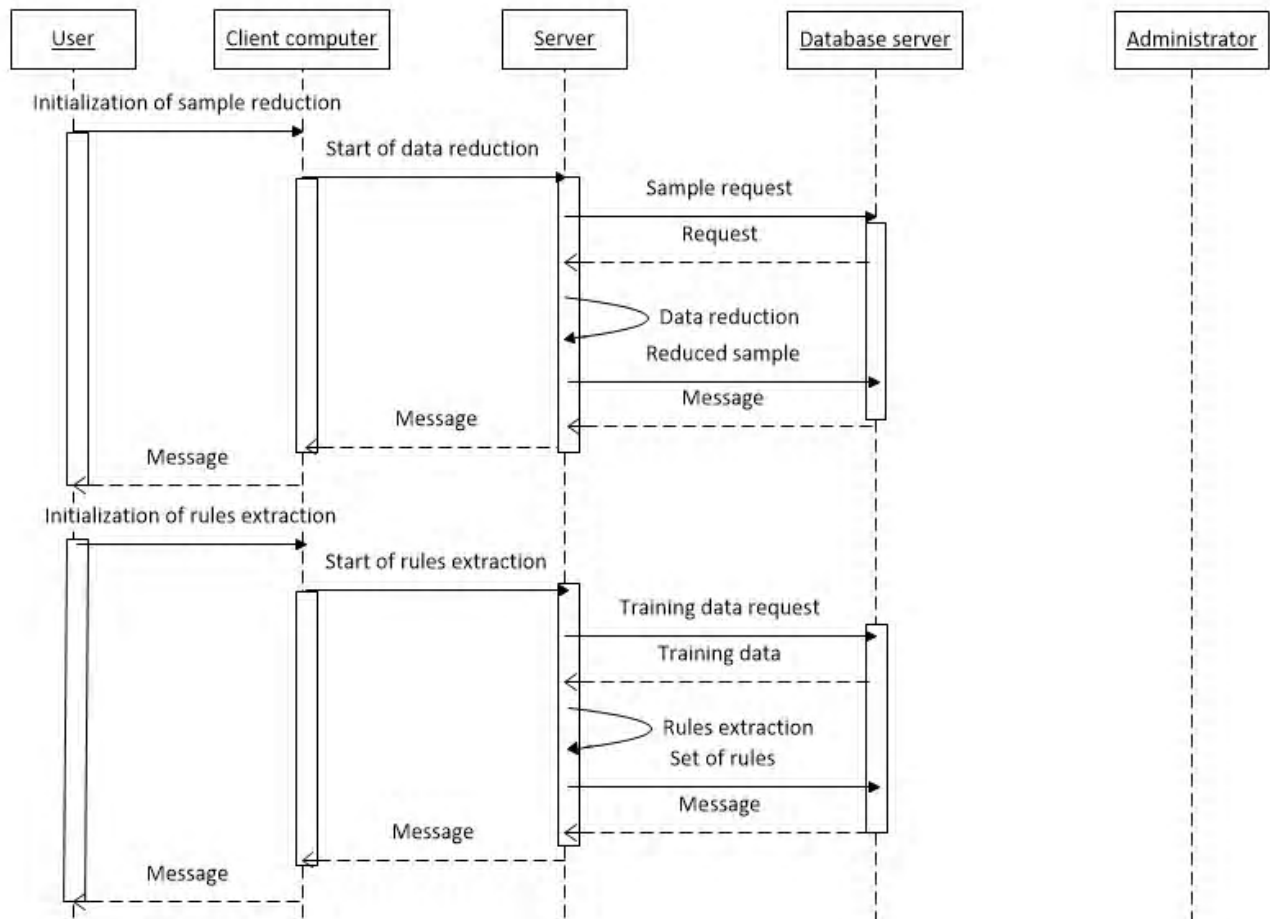 User
Client computer
Server
Database server
Administrator
Initialization of sample reduction
Start of data reduction
Sample request
Request
Data reduction
Reduced sample
Message
Message
Message
Initialization of rules extraction
Start of rules extraction
Training data request
Training data
Rules extraction
Set of rules
Message
Message
Message